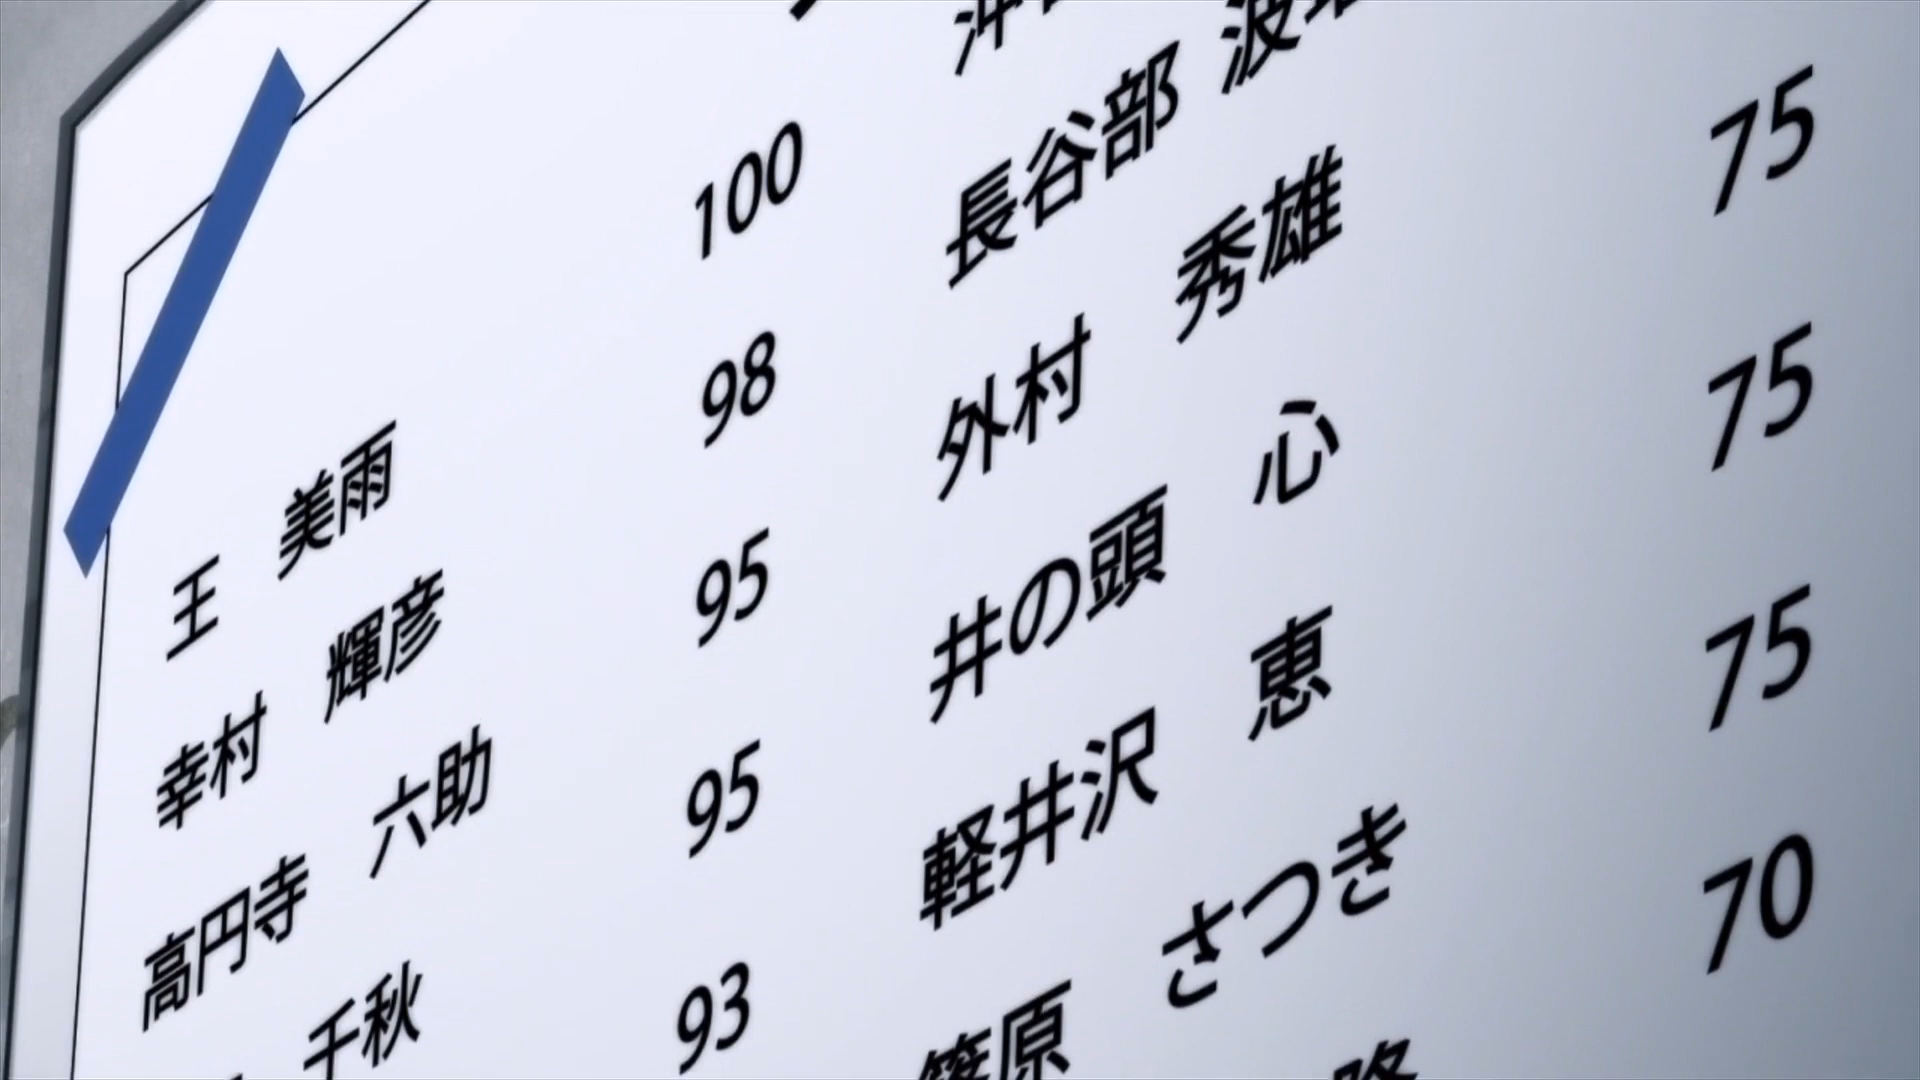 王 美雨 100
幸村 輝彦 98
高円寺 六助 95
千秋 95
93
長谷部 波
外村 秀雄
井の頭 心 75
軽井沢 恵 75
篠原 さつき 75
70